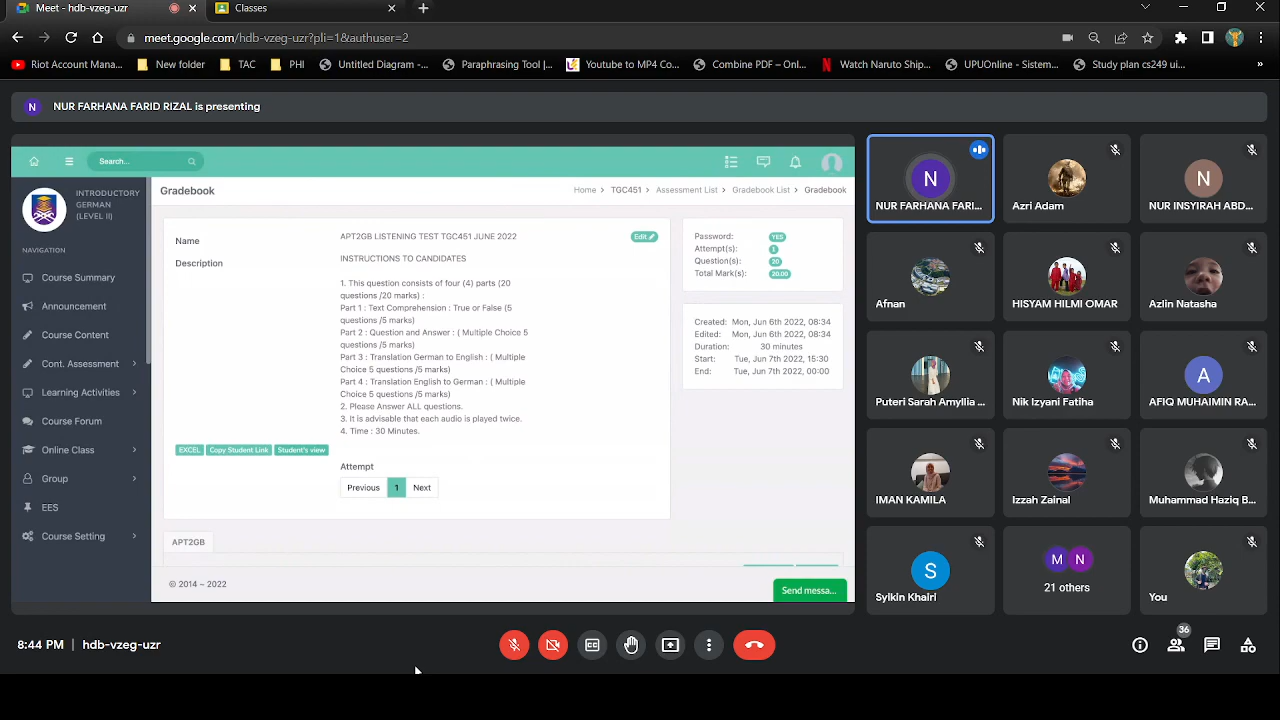 Meet - hdb-vzeg-uzr
Classes
meet.google.com/hdb-vzeg-uzr?pli=1&authuser=2
Riot Account Mana...
New folder
TAC
PHI
Untitled Diagram -...
Paraphrasing Tool |...
Youtube to MP4 Co...
Combine PDF – Onl...
Watch Naruto Ship...
UPUOnline - Sistem...
Study plan cs249 ui...
»
N
NUR FARHANA FARID RIZAL is presenting
Search...
INTRODUCTORY
GERMAN
(LEVEL II)
NAVIGATION
Course Summary
Announcement
Course Content
Cont. Assessment
Learning Activities
Course Forum
Online Class
Group
EES
Course Setting
Gradebook
Home > TGC451 > Assessment List > Gradebook List > Gradebook
Name
APT2GB LISTENING TEST TGC451 JUNE 2022
Edit
Description
INSTRUCTIONS TO CANDIDATES
1. This question consists of four (4) parts (20
questions /20 marks) :
Part 1 : Text Comprehension : True or False (5
questions /5 marks)
Part 2 : Question and Answer : ( Multiple Choice 5
questions /5 marks)
Part 3 : Translation German to English : ( Multiple
Choice 5 questions /5 marks)
Part 4 : Translation English to German : ( Multiple
Choice 5 questions /5 marks)
2. Please Answer ALL questions.
3. It is advisable that each audio is played twice.
4. Time : 30 Minutes.
EXCEL
Copy Student Link
Student's view
Attempt
Previous
1
Next
APT2GB
© 2014 ~ 2022
Send messa...
Password: YES
Attempt(s): 1
Question(s): 20
Total Mark(s): 20.00
Created: Mon, Jun 6th 2022, 08:34
Edited: Mon, Jun 6th 2022, 08:34
Duration: 30 minutes
Start: Tue, Jun 7th 2022, 15:30
End: Tue, Jun 7th 2022, 00:00
N
NUR FARHANA FARI...
Azri Adam
N
NUR INSYIRAH ABD...
Afnan
HISYAM HILMI OMAR
Azlin Natasha
Puteri Sarah Amyllia ...
Nik Izyani Fatiha
A
AFIQ MUHAIMIN RA...
IMAN KAMILA
Izzah Zainal
Muhammad Haziq B...
S
Sylkin Khairi
M
N
21 others
You
8:44 PM | hdb-vzeg-uzr
36